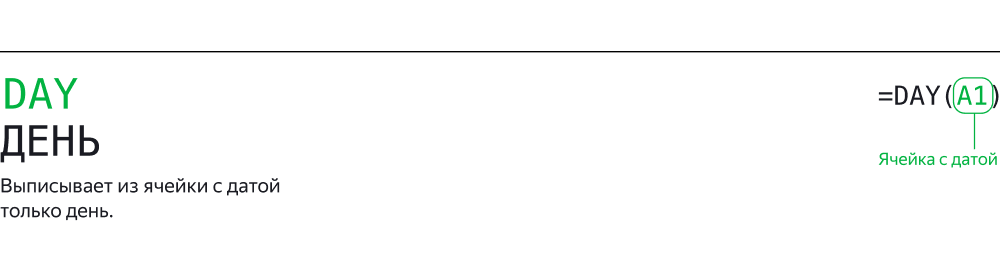 DAY
ДЕНЬ
Выписывает из ячейки с датой
только день.
=DAY(A1)
Ячейка с датой